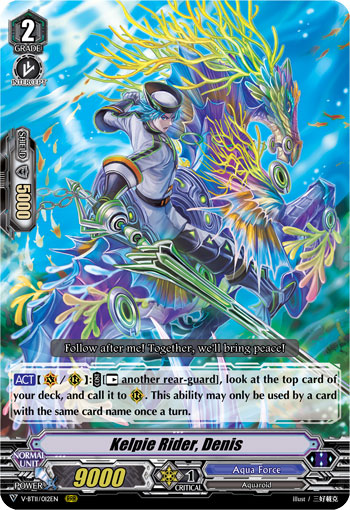 2
GRADE
INTERCEPT
SHIELD
5000
Follow after me! Together, we'll bring peace!
ACT[ / ]:[ another rear-guard], look at the top card of
your deck, and call it to . This ability may only be used by a card
with the same card name once a turn.
Kelpie Rider, Denis
NORMAL
UNIT
POWER
9000
1
CRITICAL
Aqua Force
Aquaroid
V-BT11/012EN RRR
Illust / 三好載克